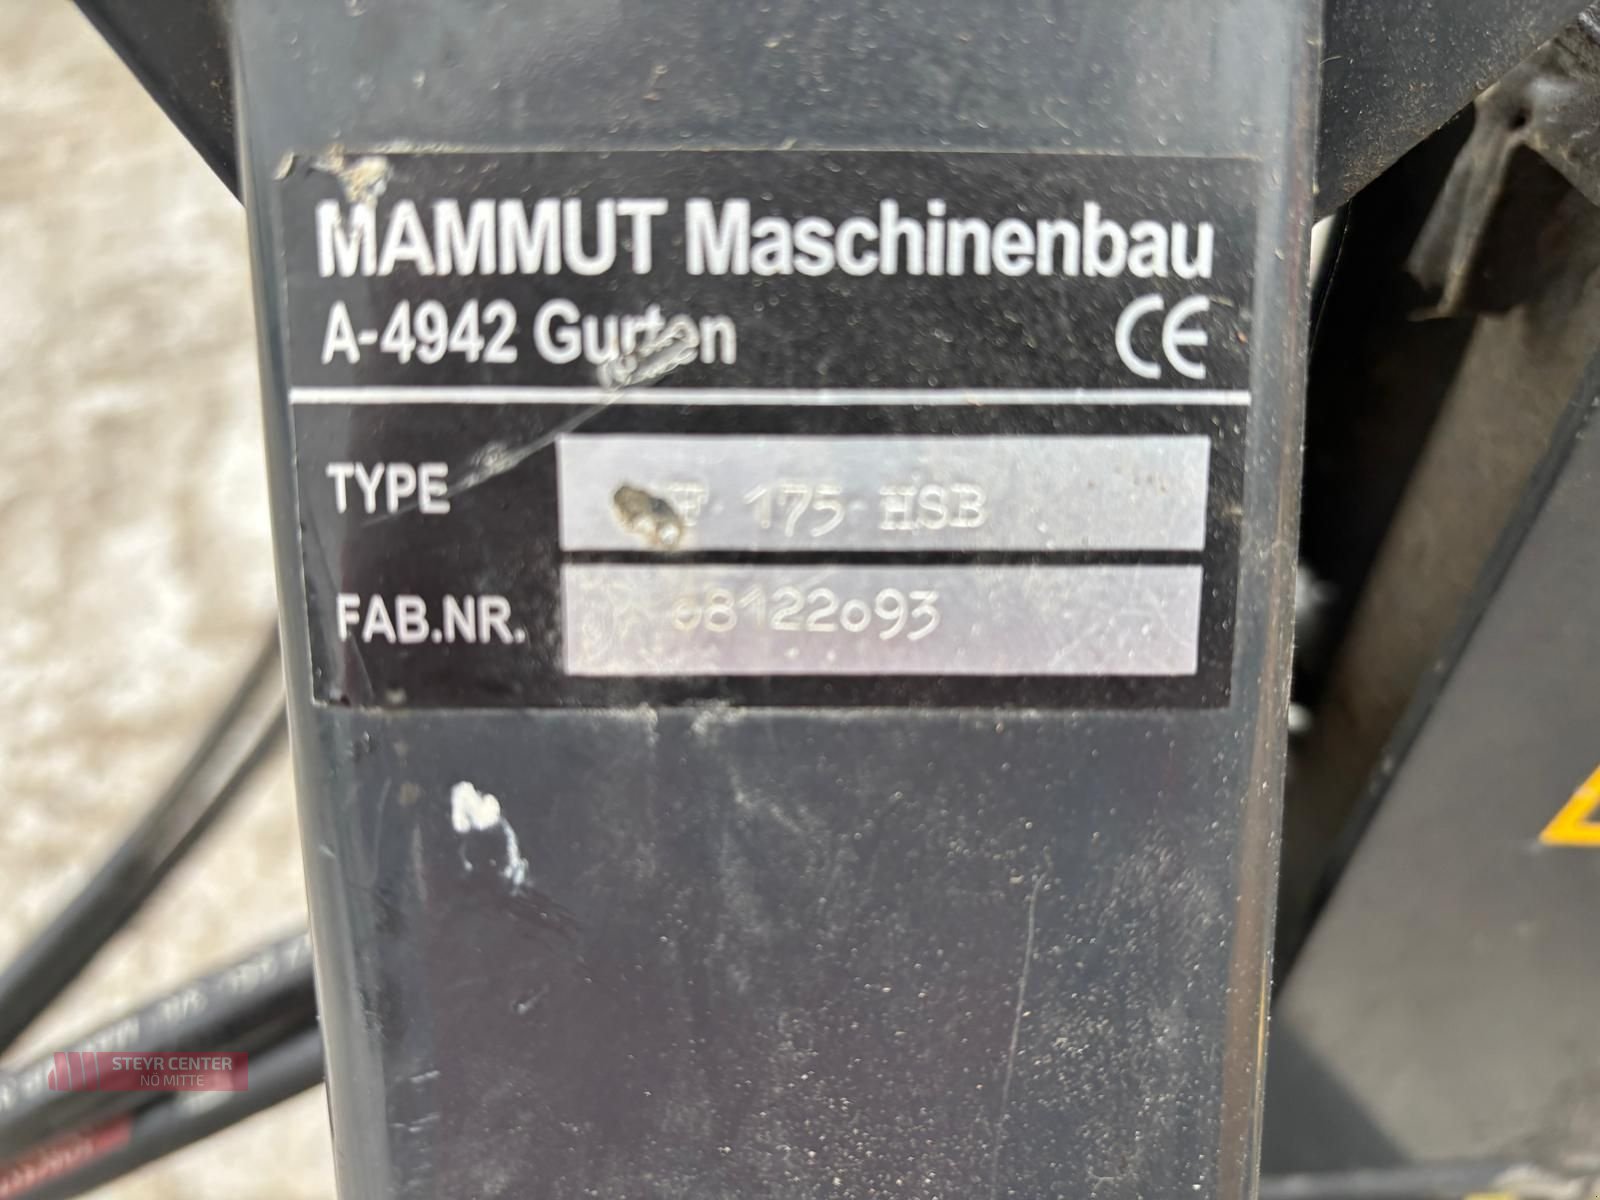 MAMMUT Maschinenbau
A-4942 Gurten CE
TYPE 175 HSB
FAB.NR. 08122093
STEYR CENTER
NÖ MITTE